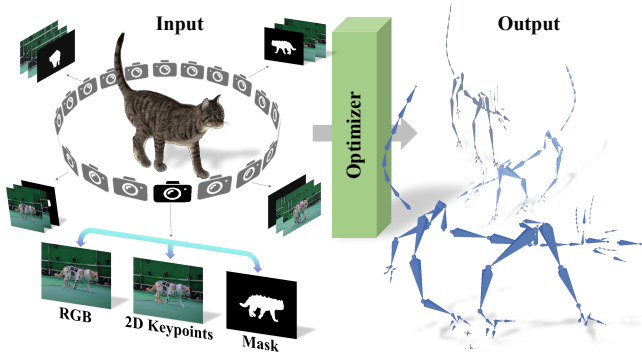 Input
Output
Optimizer
RGB
2D Keypoints
Mask